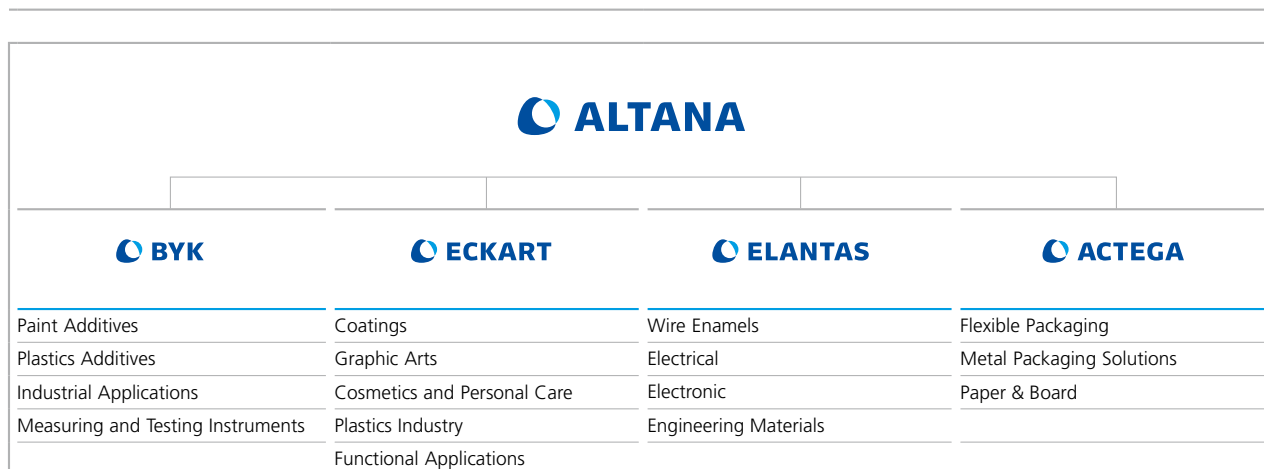 ALTANA
BYK
ECKART
ELANTAS
ACTEGA
Paint Additives
Plastics Additives
Industrial Applications
Measuring and Testing Instruments
Coatings
Graphic Arts
Cosmetics and Personal Care
Plastics Industry
Functional Applications
Wire Enamels
Electrical
Electronic
Engineering Materials
Flexible Packaging
Metal Packaging Solutions
Paper & Board